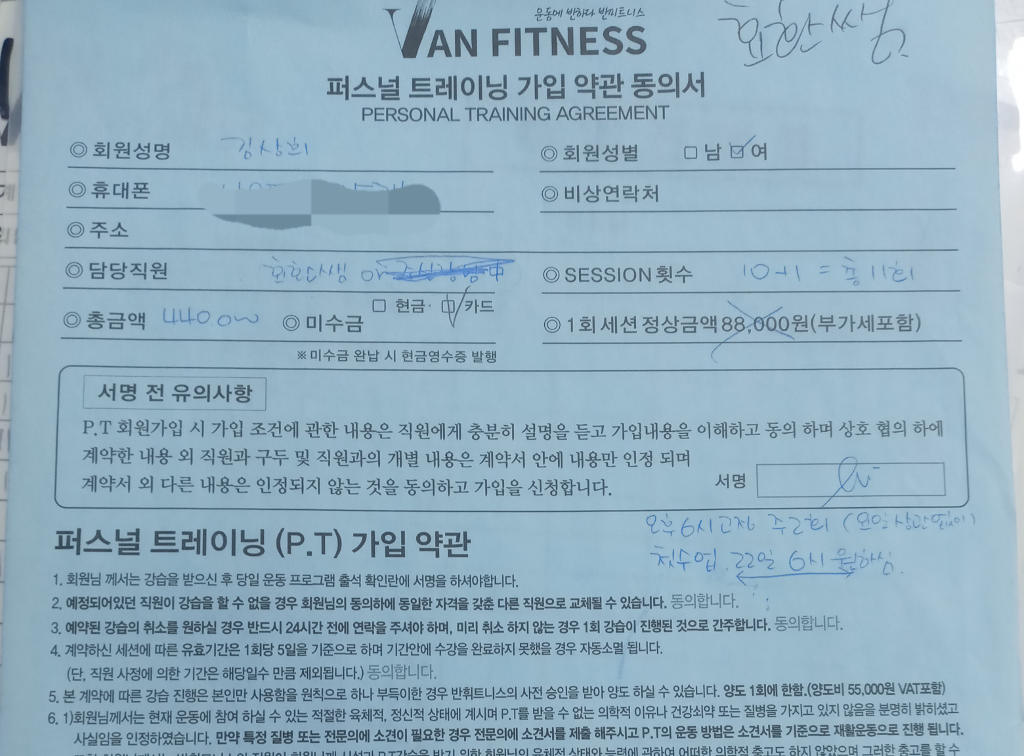 운동에 반하다 반피트니스
VAN FITNESS
효한쌤.
퍼스널 트레이닝 가입 약관 동의서
PERSONAL TRAINING AGREEMENT
◎ 회원성명 김상희 ◎ 회원성별 □ 남 ☑ 여
◎ 휴대폰 ◎ 비상연락처
◎ 주소
◎ 담당직원 ◎ SESSION 횟수 10+1 = 총 11회
□ 현금 · ☑ 카드
◎ 총금액 440.000 ◎ 미수금 ◎ 1회 세션 정상금액 88,000원(부가세포함)
※ 미수금 완납 시 현금영수증 발행
서명 전 유의사항
P.T 회원가입 시 가입 조건에 관한 내용은 직원에게 충분히 설명을 듣고 가입내용을 이해하고 동의 하며 상호 협의 하에
계약한 내용 외 직원과 구두 및 직원과의 개별 내용은 계약서 안에 내용만 인정 되며
계약서 외 다른 내용은 인정되지 않는 것을 동의하고 가입을 신청합니다.
서명
오후 6시고정 주2회 (요일 상관없이)
첫수업. 22일 6시 원하심.
퍼스널 트레이닝 (P.T) 가입 약관
1. 회원님 께서는 강습을 받으신 후 당일 운동 프로그램 출석 확인란에 서명을 하셔야합니다.
2. 예정되어있던 직원이 강습을 할 수 없을 경우 회원님의 동의하에 동일한 자격을 갖춘 다른 직원으로 교체될 수 있습니다. 동의합니다.
3. 예약된 강습의 취소를 원하실 경우 반드시 24시간 전에 연락을 주셔야 하며, 미리 취소 하지 않는 경우 1회 강습이 진행된 것으로 간주합니다. 동의합니다.
4. 계약하신 세션에 따른 유효기간은 1회당 5일을 기준으로 하며 기간안에 수강을 완료하지 못했을 경우 자동소멸 됩니다.
(단, 직원 사정에 의한 기간은 해당일수 만큼 제외됩니다.) 동의합니다.
5. 본 계약에 따른 강습 진행은 본인만 사용함을 원칙으로 하나 부득이한 경우 반휘트니스의 사전 승인을 받아 양도 하실 수 있습니다. 양도 1회에 한함.(양도비 55,000원 VAT포함)
6. 1)회원님께서는 현재 운동에 참여 하실 수 있는 적절한 육체적, 정신적 상태에 계시며 P.T를 받을 수 없는 의학적 이유나 건강쇠약 또는 질병을 가지고 있지 않음을 분명히 밝히셨고
사실임을 인정하였습니다. 만약 특정 질병 또는 전문의에 소견이 필요한 경우 전문의에 소견서를 제출 해주시고 P.T의 운동 방법은 소견서를 기준으로 재활운동으로 진행 됩니다.